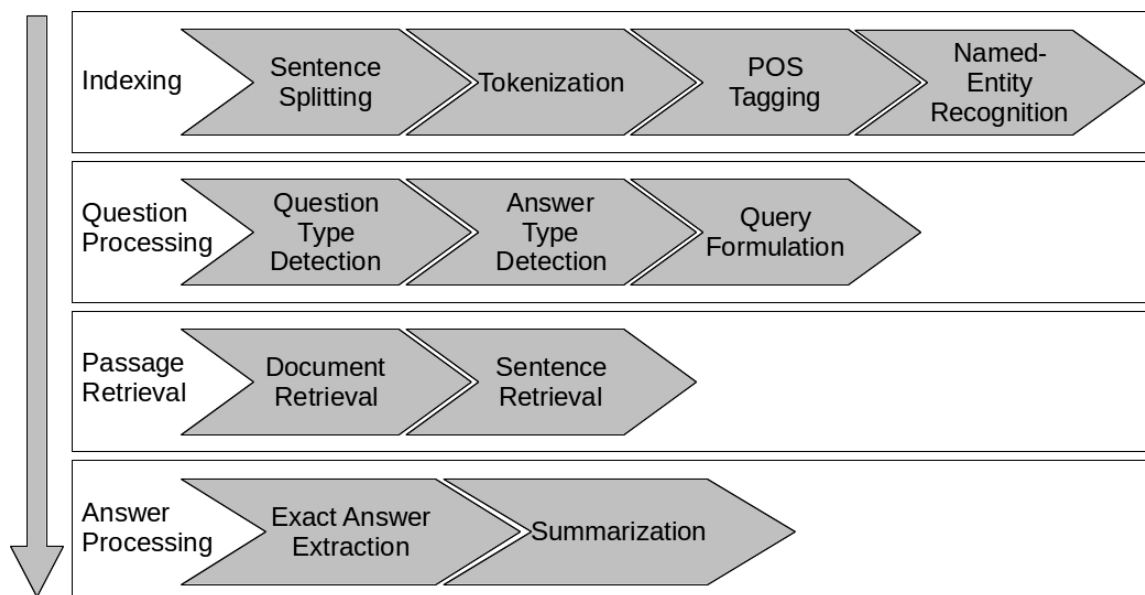 Indexing
Sentence
Splitting
Tokenization
POS
Tagging
Named-
Entity
Recognition
Question
Processing
Question
Type
Detection
Answer
Type
Detection
Query
Formulation
Passage
Retrieval
Document
Retrieval
Sentence
Retrieval
Answer
Processing
Exact Answer
Extraction
Summarization